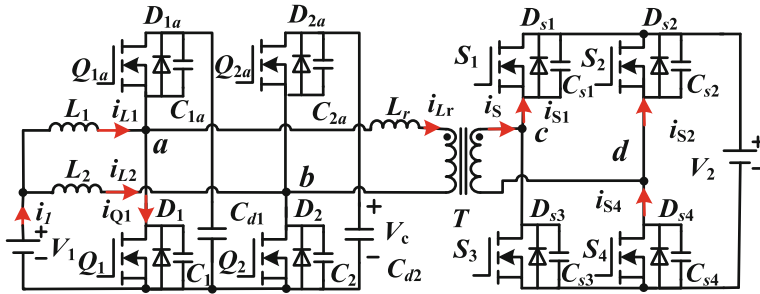 D1a D2a Ds1 Ds2
Q1a Q2a S1 S2
C1a C2a Cs1 Cs2
L1 iL1 Lr iLr iS iS1
a c d iS2
L2 iL2 b V2
iQ1 D1 Cd1 D2 T Ds3 iS4 Ds4
i1 Vc
V1 Cd2
Q1 C1 Q2 C2 S3 Cs3 S4 Cs4